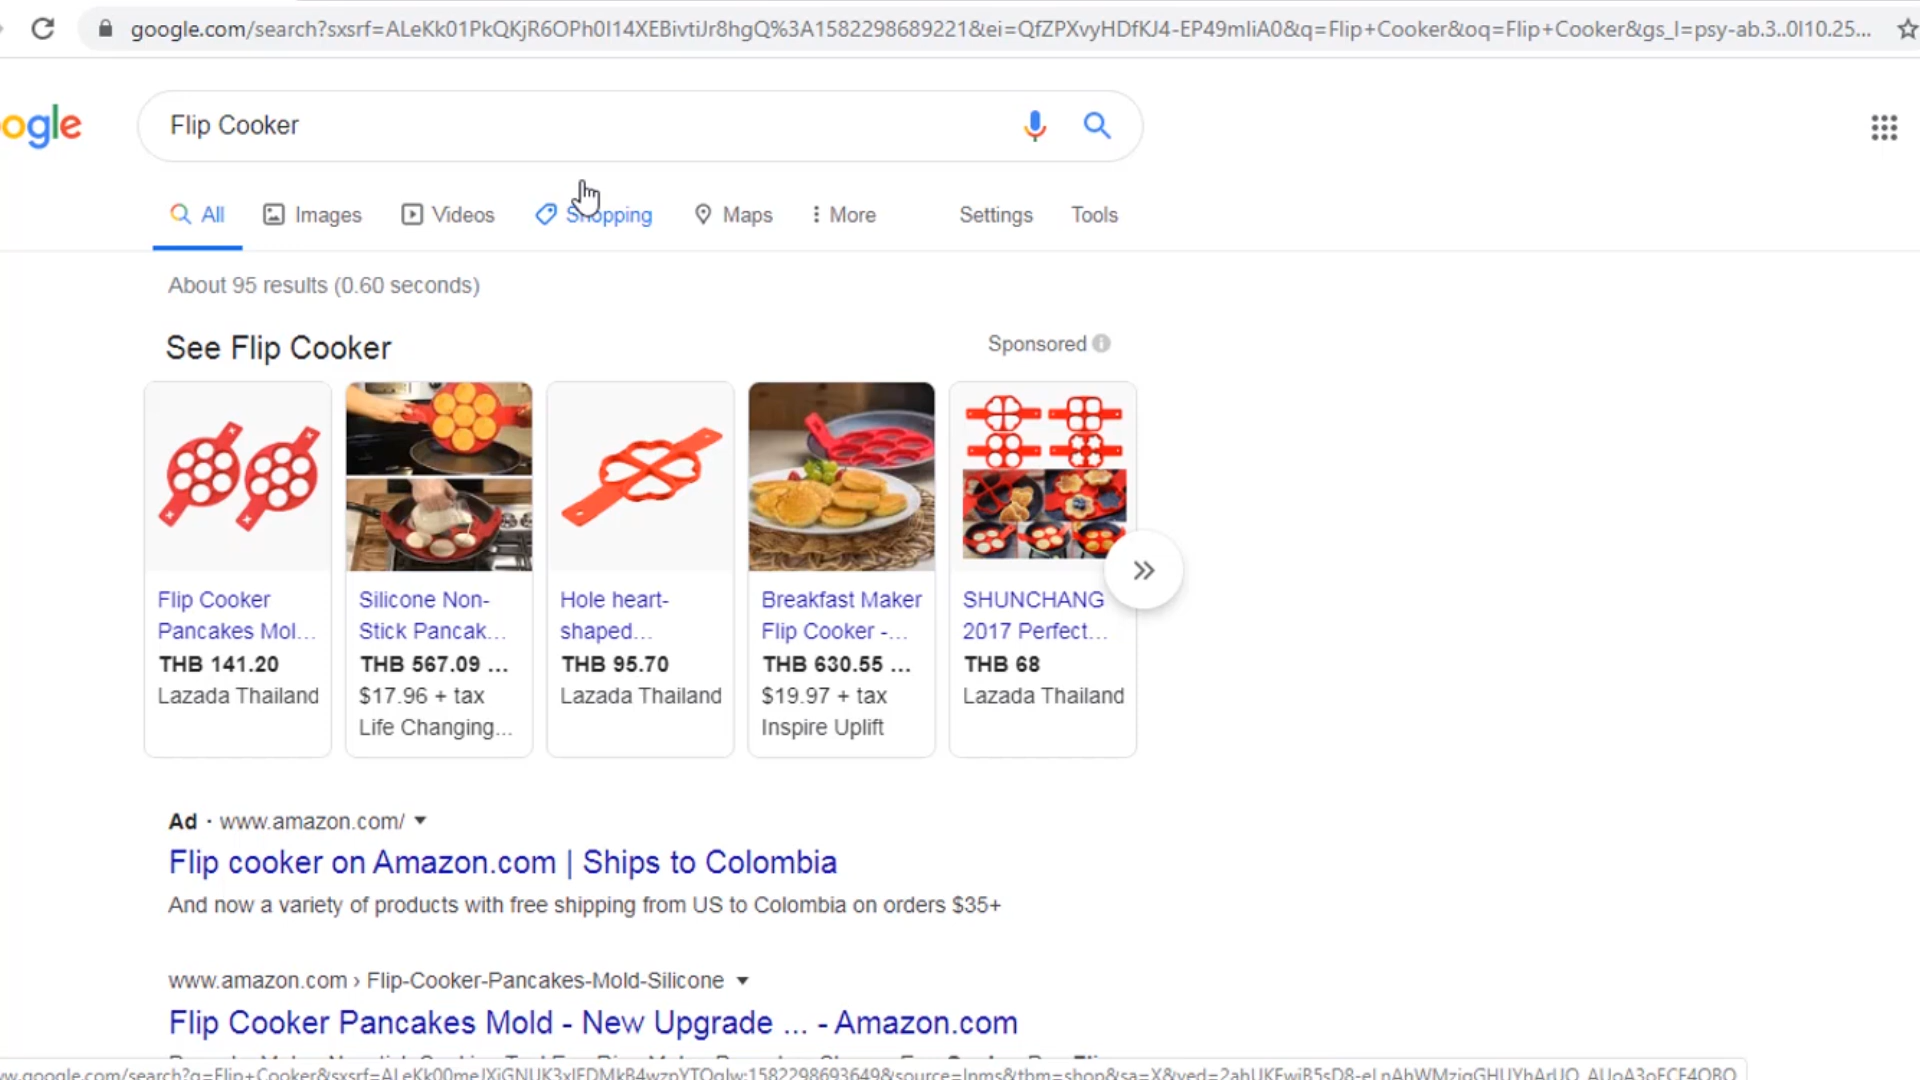 google.com/search?sxsrf=ALeKk01PkQKjR6OPh0I14XEBivtiJr8hgQ%3A1582298689221&ei=QfZPXvyHDfKJ4-EP49mIiA0&q=Flip+Cooker&oq=Flip+Cooker&gs_l=psy-ab.3..0l10.25...
ogle
Flip Cooker
All Images Videos Shopping Maps More Settings Tools
About 95 results (0.60 seconds)
See Flip Cooker
Sponsored
Flip Cooker
Pancakes Mol...
THB 141.20
Lazada Thailand
Silicone Non-
Stick Pancak...
THB 567.09 ...
$17.96 + tax
Life Changing...
Hole heart-
shaped...
THB 95.70
Lazada Thailand
Breakfast Maker
Flip Cooker -...
THB 630.55 ...
$19.97 + tax
Inspire Uplift
SHUNCHANG
2017 Perfect...
THB 68
Lazada Thailand
Ad · www.amazon.com/
Flip cooker on Amazon.com | Ships to Colombia
And now a variety of products with free shipping from US to Colombia on orders $35+
www.amazon.com › Flip-Cooker-Pancakes-Mold-Silicone
Flip Cooker Pancakes Mold - New Upgrade ... - Amazon.com